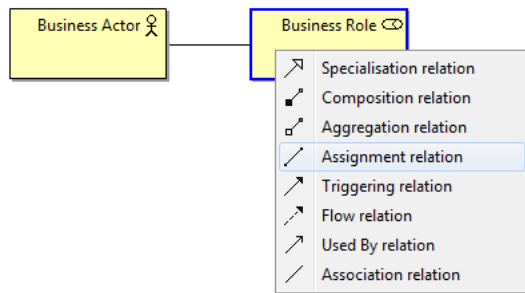 Business Actor
Business Role
Specialisation relation
Composition relation
Aggregation relation
Assignment relation
Triggering relation
Flow relation
Used By relation
Association relation